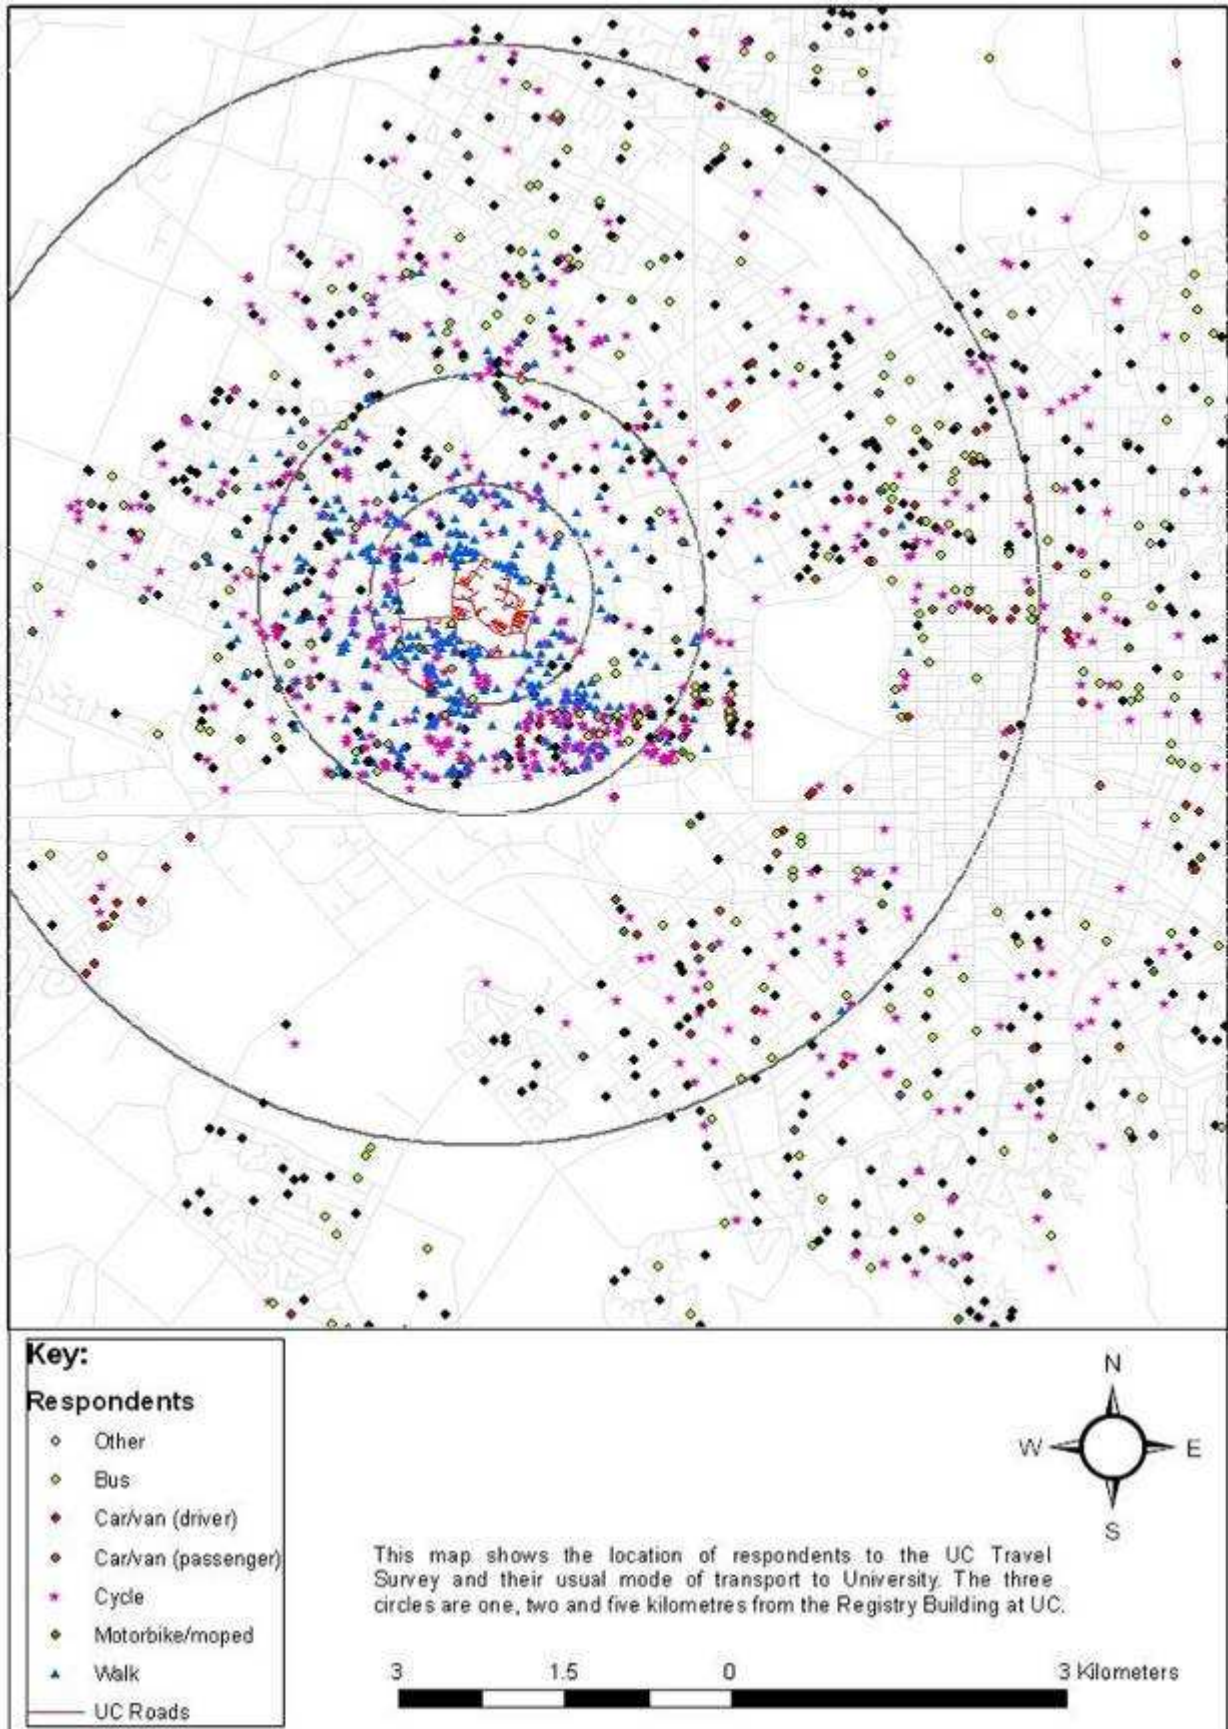 Key:
Respondents
Other
Bus
Car/van (driver)
Car/van (passenger)
Cycle
Motorbike/moped
Walk
UC Roads
N
W E
S
This map shows the location of respondents to the UC Travel
Survey and their usual mode of transport to University. The three
circles are one, two and five kilometres from the Registry Building at UC.
3 1.5 0 3 Kilometers